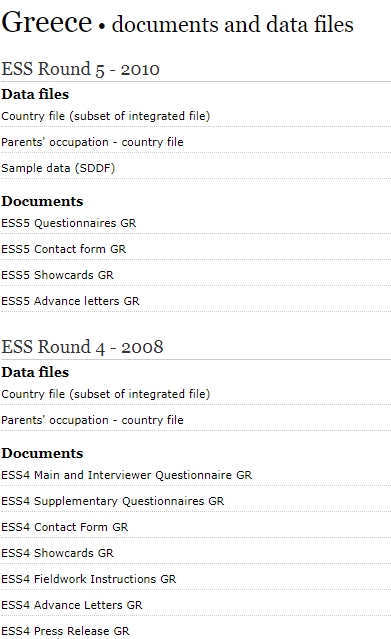 Greece • documents and data files
ESS Round 5 - 2010
Data files
Country file (subset of integrated file)
Parents' occupation - country file
Sample data (SDDF)
Documents
ESS5 Questionnaires GR
ESS5 Contact form GR
ESS5 Showcards GR
ESS5 Advance letters GR
ESS Round 4 - 2008
Data files
Country file (subset of integrated file)
Parents' occupation - country file
Documents
ESS4 Main and Interviewer Questionnaire GR
ESS4 Supplementary Questionnaires GR
ESS4 Contact Form GR
ESS4 Showcards GR
ESS4 Fieldwork Instructions GR
ESS4 Advance Letters GR
ESS4 Press Release GR